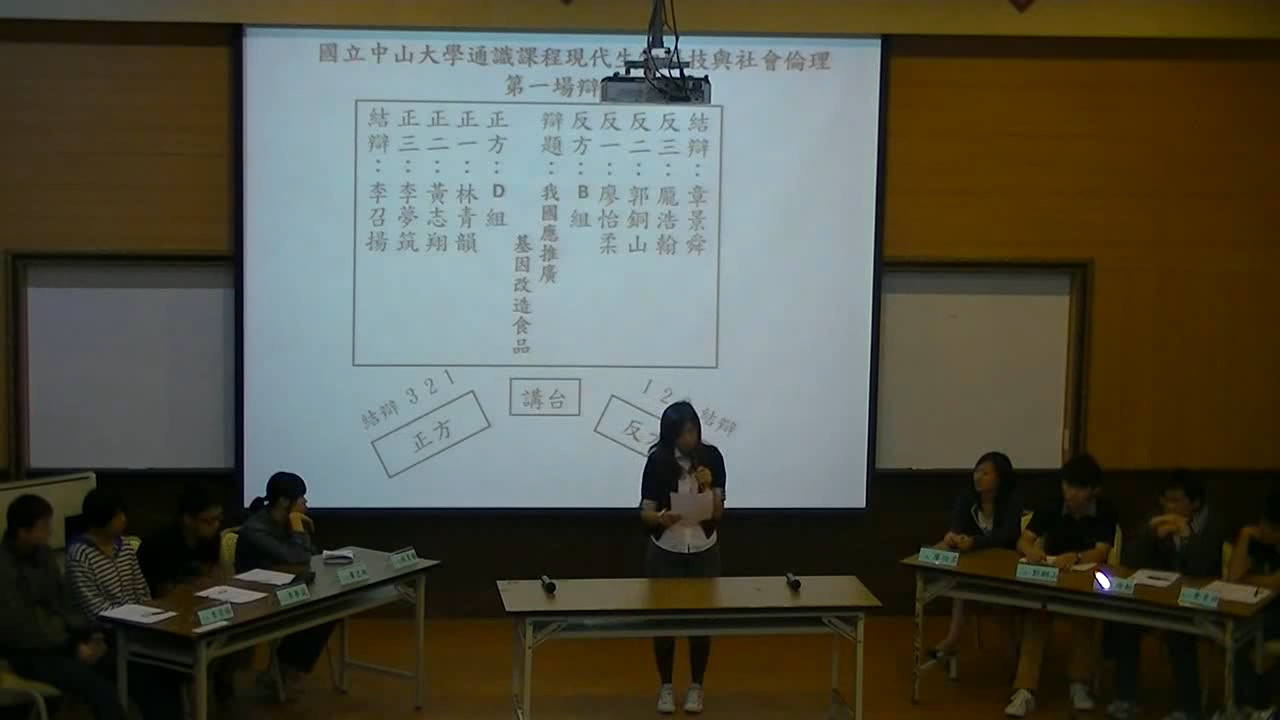 國立中山大學通識課程現代生技與社會倫理
第一場辯
結辯：章景舜
反三：龐浩翰
反二：郭銅山
反一：廖怡柔
反方：B組
辯題：我國應推廣
基因改造食品
正方：D組
正一：林青韻
正二：黃志翔
正三：李夢筑
結辯：李召揚
結辯 3 2 1
正方
講台
1 2 結辯
反